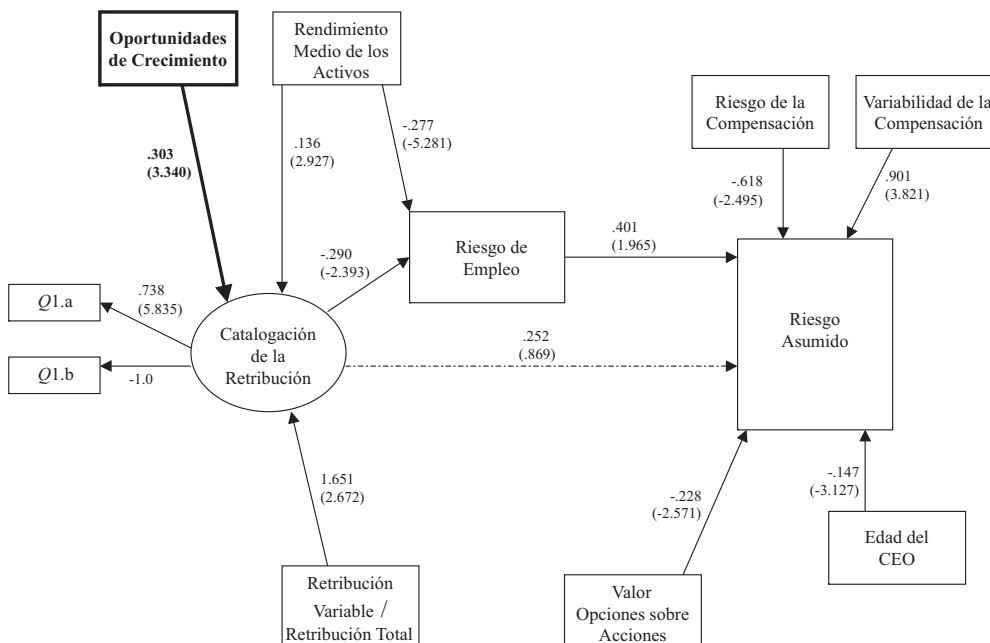 Oportunidades
de Crecimiento
Rendimiento
Medio de los
Activos
Riesgo de la
Compensación
Variabilidad de la
Compensación
.303
(3.340)
.136
(2.927)
-.277
(-5.281)
-.618
(-2.495)
.901
(3.821)
Riesgo de
Empleo
.401
(1.965)
-.290
(-2.393)
Q1.a
.738
(5.835)
Catalogación
de la
Retribución
Riesgo
Asumido
.252
(.869)
Q1.b
-1.0
1.651
(2.672)
-.228
(-2.571)
-.147
(-3.127)
Edad del
CEO
Retribución
Variable /
Retribución Total
Valor
Opciones sobre
Acciones